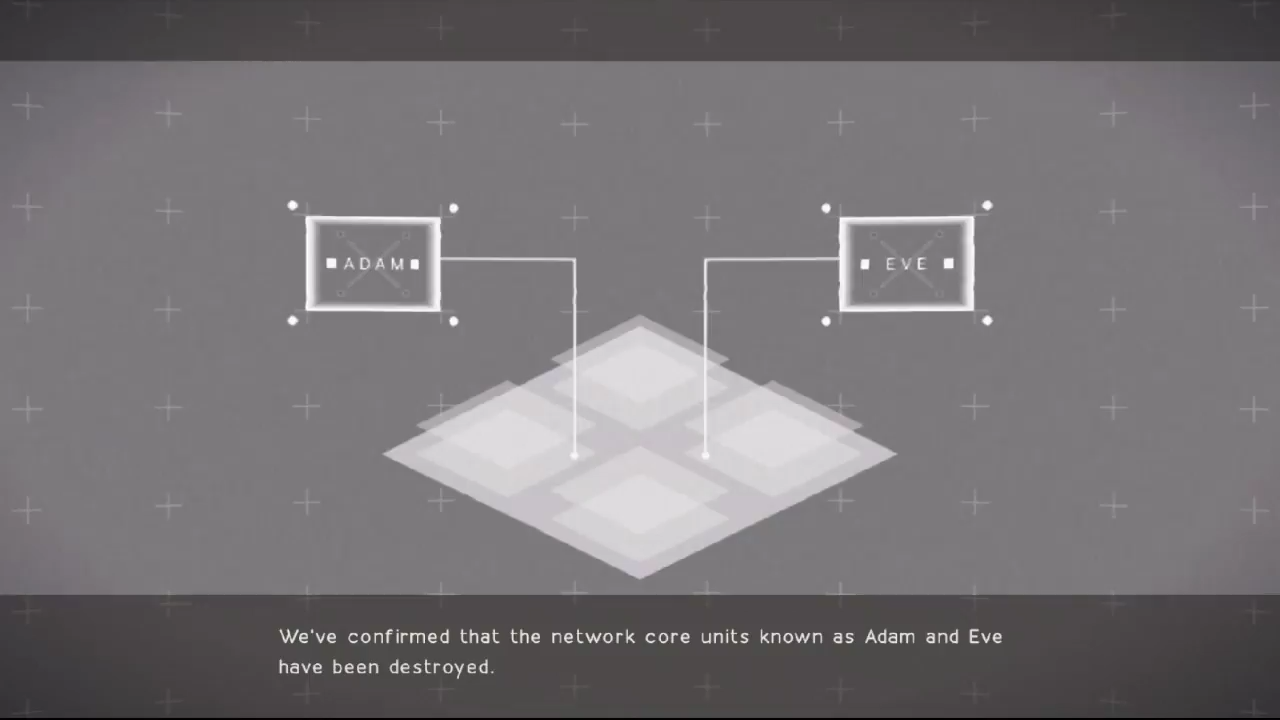 ADAM
EVE
We've confirmed that the network core units known as Adam and Eve
have been destroyed.